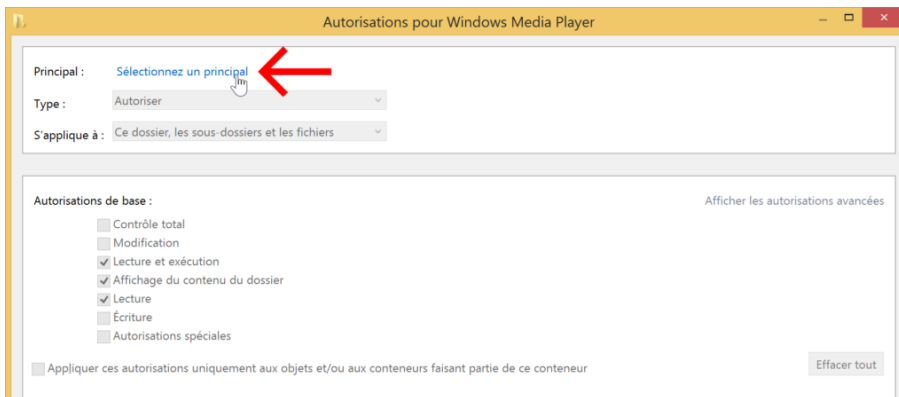 Autorisations pour Windows Media Player
Principal : Sélectionnez un principal
Type : Autoriser
S'applique à : Ce dossier, les sous-dossiers et les fichiers
Autorisations de base : Afficher les autorisations avancées
Contrôle total
Modification
Lecture et exécution
Affichage du contenu du dossier
Lecture
Écriture
Autorisations spéciales
Appliquer ces autorisations uniquement aux objets et/ou aux conteneurs faisant partie de ce conteneur Effacer tout